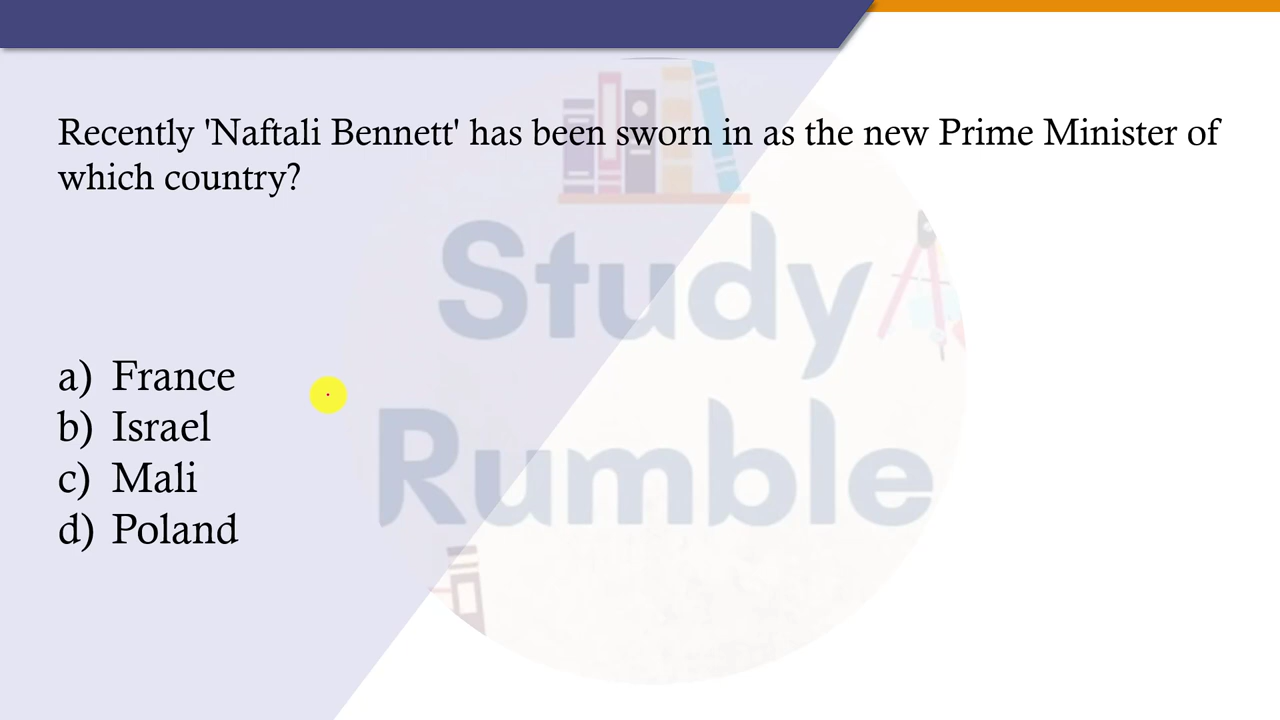 Recently 'Naftali Bennett' has been sworn in as the new Prime Minister of
which country?
Study
Rumble
a) France
b) Israel
c) Mali
d) Poland